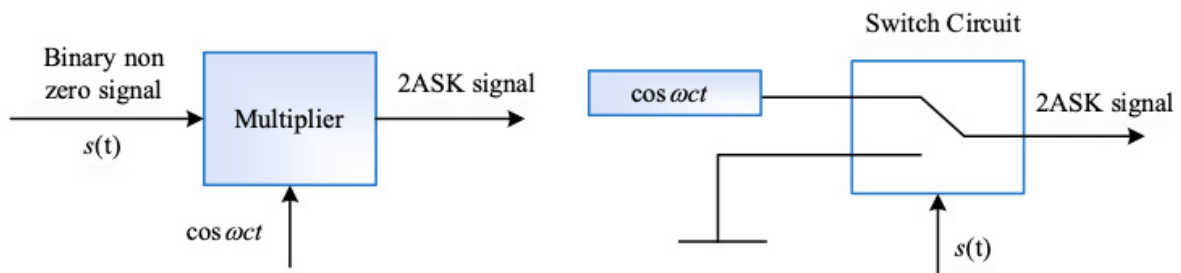 Binary non
zero signal
s(t)
Multiplier
2ASK signal
cos ωct
Switch Circuit
cos ωct
2ASK signal
s(t)